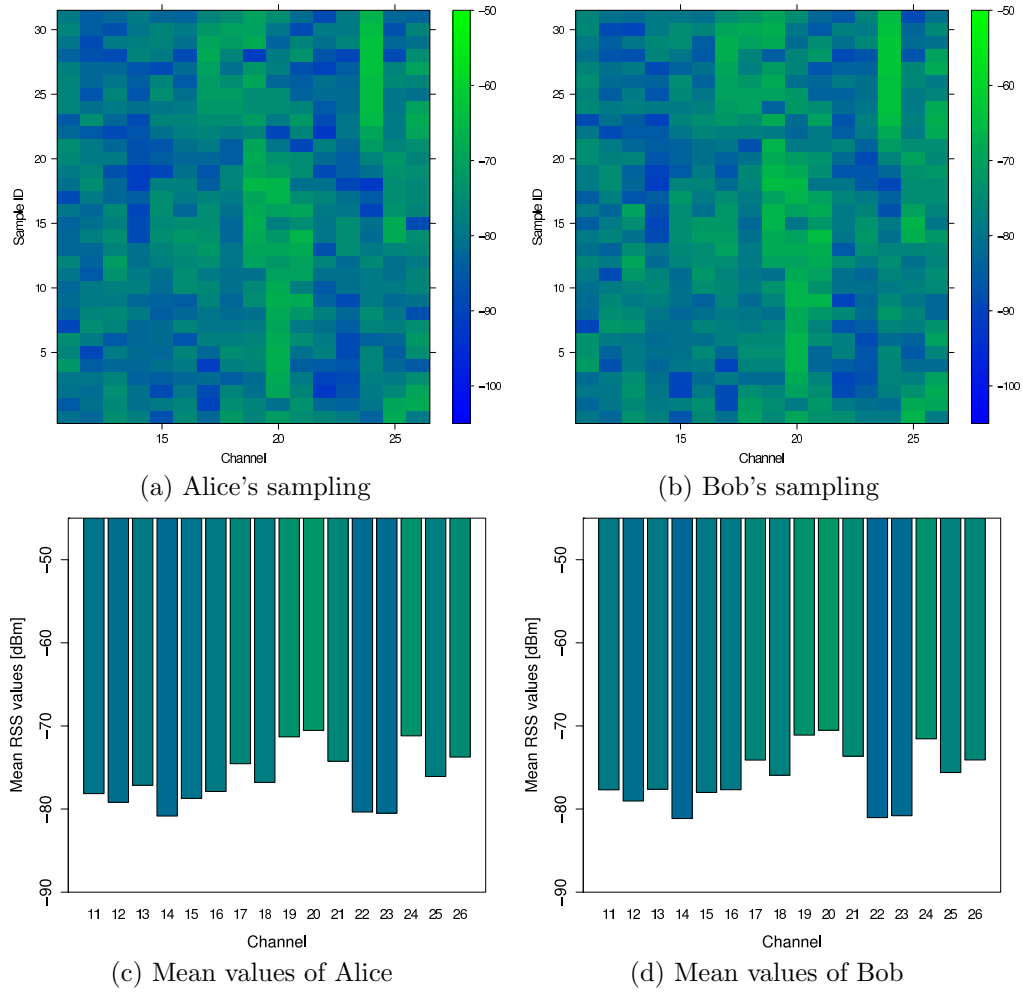 30
25
20
15
10
5
Sample ID
15
20
25
Channel
−50
−60
−70
−80
−90
−100
(a) Alice's sampling
30
25
20
15
10
5
Sample ID
15
20
25
Channel
−50
−60
−70
−80
−90
−100
(b) Bob's sampling
−50
−60
−70
−80
−90
Mean RSS values [dBm]
11 12 13 14 15 16 17 18 19 20 21 22 23 24 25 26
Channel
(c) Mean values of Alice
−50
−60
−70
−80
−90
Mean RSS values [dBm]
11 12 13 14 15 16 17 18 19 20 21 22 23 24 25 26
Channel
(d) Mean values of Bob